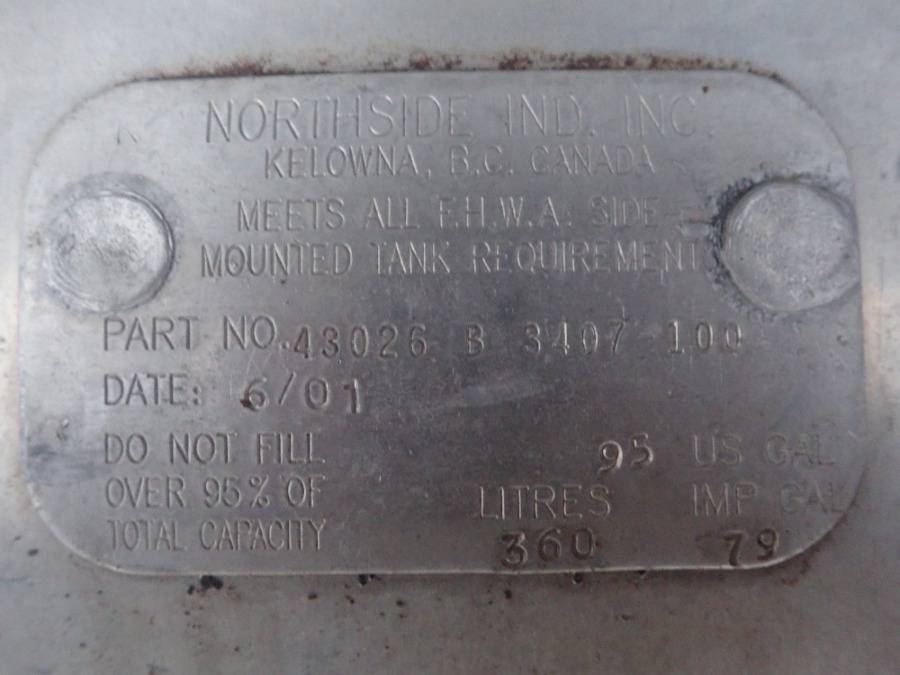 NORTHSIDE IND. INC.
KELOWNA, B.C. CANADA
MEETS ALL F.H.W.A. SIDE
MOUNTED TANK REQUIREMENT
PART NO. 43026 B 3407 100
DATE: 6/01
DO NOT FILL 95 US GAL
OVER 95% OF LITRES IMP GAL
TOTAL CAPACITY 360 79